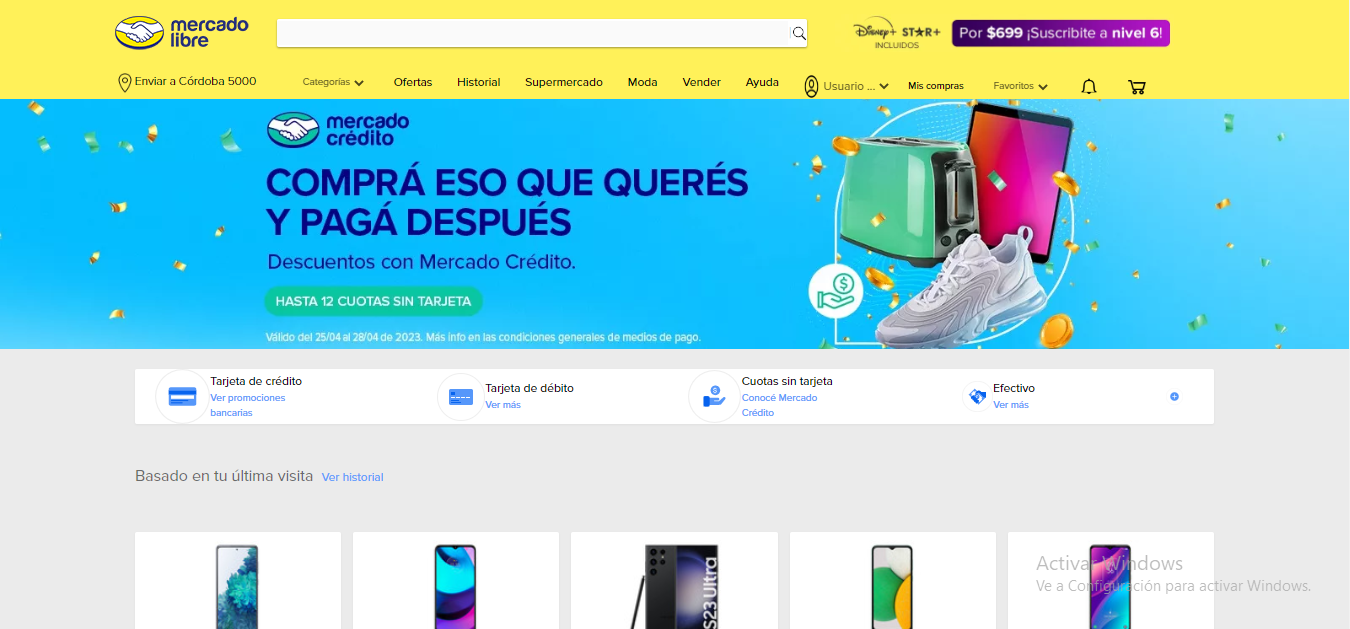 mercado
libre
Disney+ STAR+
INCLUIDOS
Por $699 ¡Suscribite a nivel 6!
Enviar a Córdoba 5000
Categorías
Ofertas
Historial
Supermercado
Moda
Vender
Ayuda
Usuario ...
Mis compras
Favoritos
mercado
crédito
COMPRÁ ESO QUE QUERÉS
Y PAGÁ DESPUÉS
Descuentos con Mercado Crédito.
HASTA 12 CUOTAS SIN TARJETA
Válido del 25/04 al 28/04 de 2023. Más info en las condiciones generales de medios de pago.
Tarjeta de crédito
Ver promociones
bancarias
Tarjeta de débito
Ver más
Cuotas sin tarjeta
Conocé Mercado
Crédito
Efectivo
Ver más
Basado en tu última visita Ver historial
S23 Ultra
Activar Windows
Ve a Configuración para activar Windows.